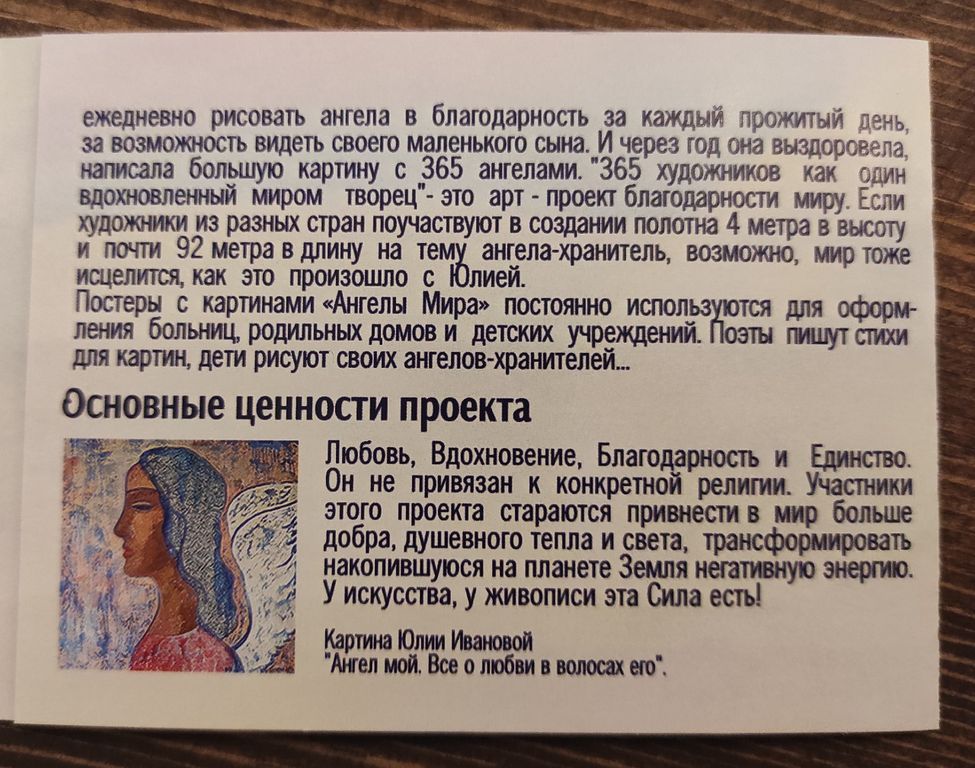 ежедневно рисовать ангела в благодарность за каждый прожитый день,
за возможность видеть своего маленького сына. И через год она выздоровела,
написала большую картину с 365 ангелами. "365 художников как один
вдохновленный миром творец"- это арт - проект благодарности миру. Если
художники из разных стран поучаствуют в создании полотна 4 метра в высоту
и почти 92 метра в длину на тему ангела-хранитель, возможно, мир тоже
исцелится, как это произошло с Юлией.
Постеры с картинами «Ангелы Мира» постоянно используются для оформ-
ления больниц, родильных домов и детских учреждений. Поэты пишут стихи
для картин, дети рисуют своих ангелов-хранителей...
Основные ценности проекта
Любовь, Вдохновение, Благодарность и Единство.
Он не привязан к конкретной религии. Участники
этого проекта стараются привнести в мир больше
добра, душевного тепла и света, трансформировать
накопившуюся на планете Земля негативную энергию.
У искусства, у живописи эта Сила есть!
Картина Юлии Ивановой
"Ангел мой. Все о любви в волосах его".